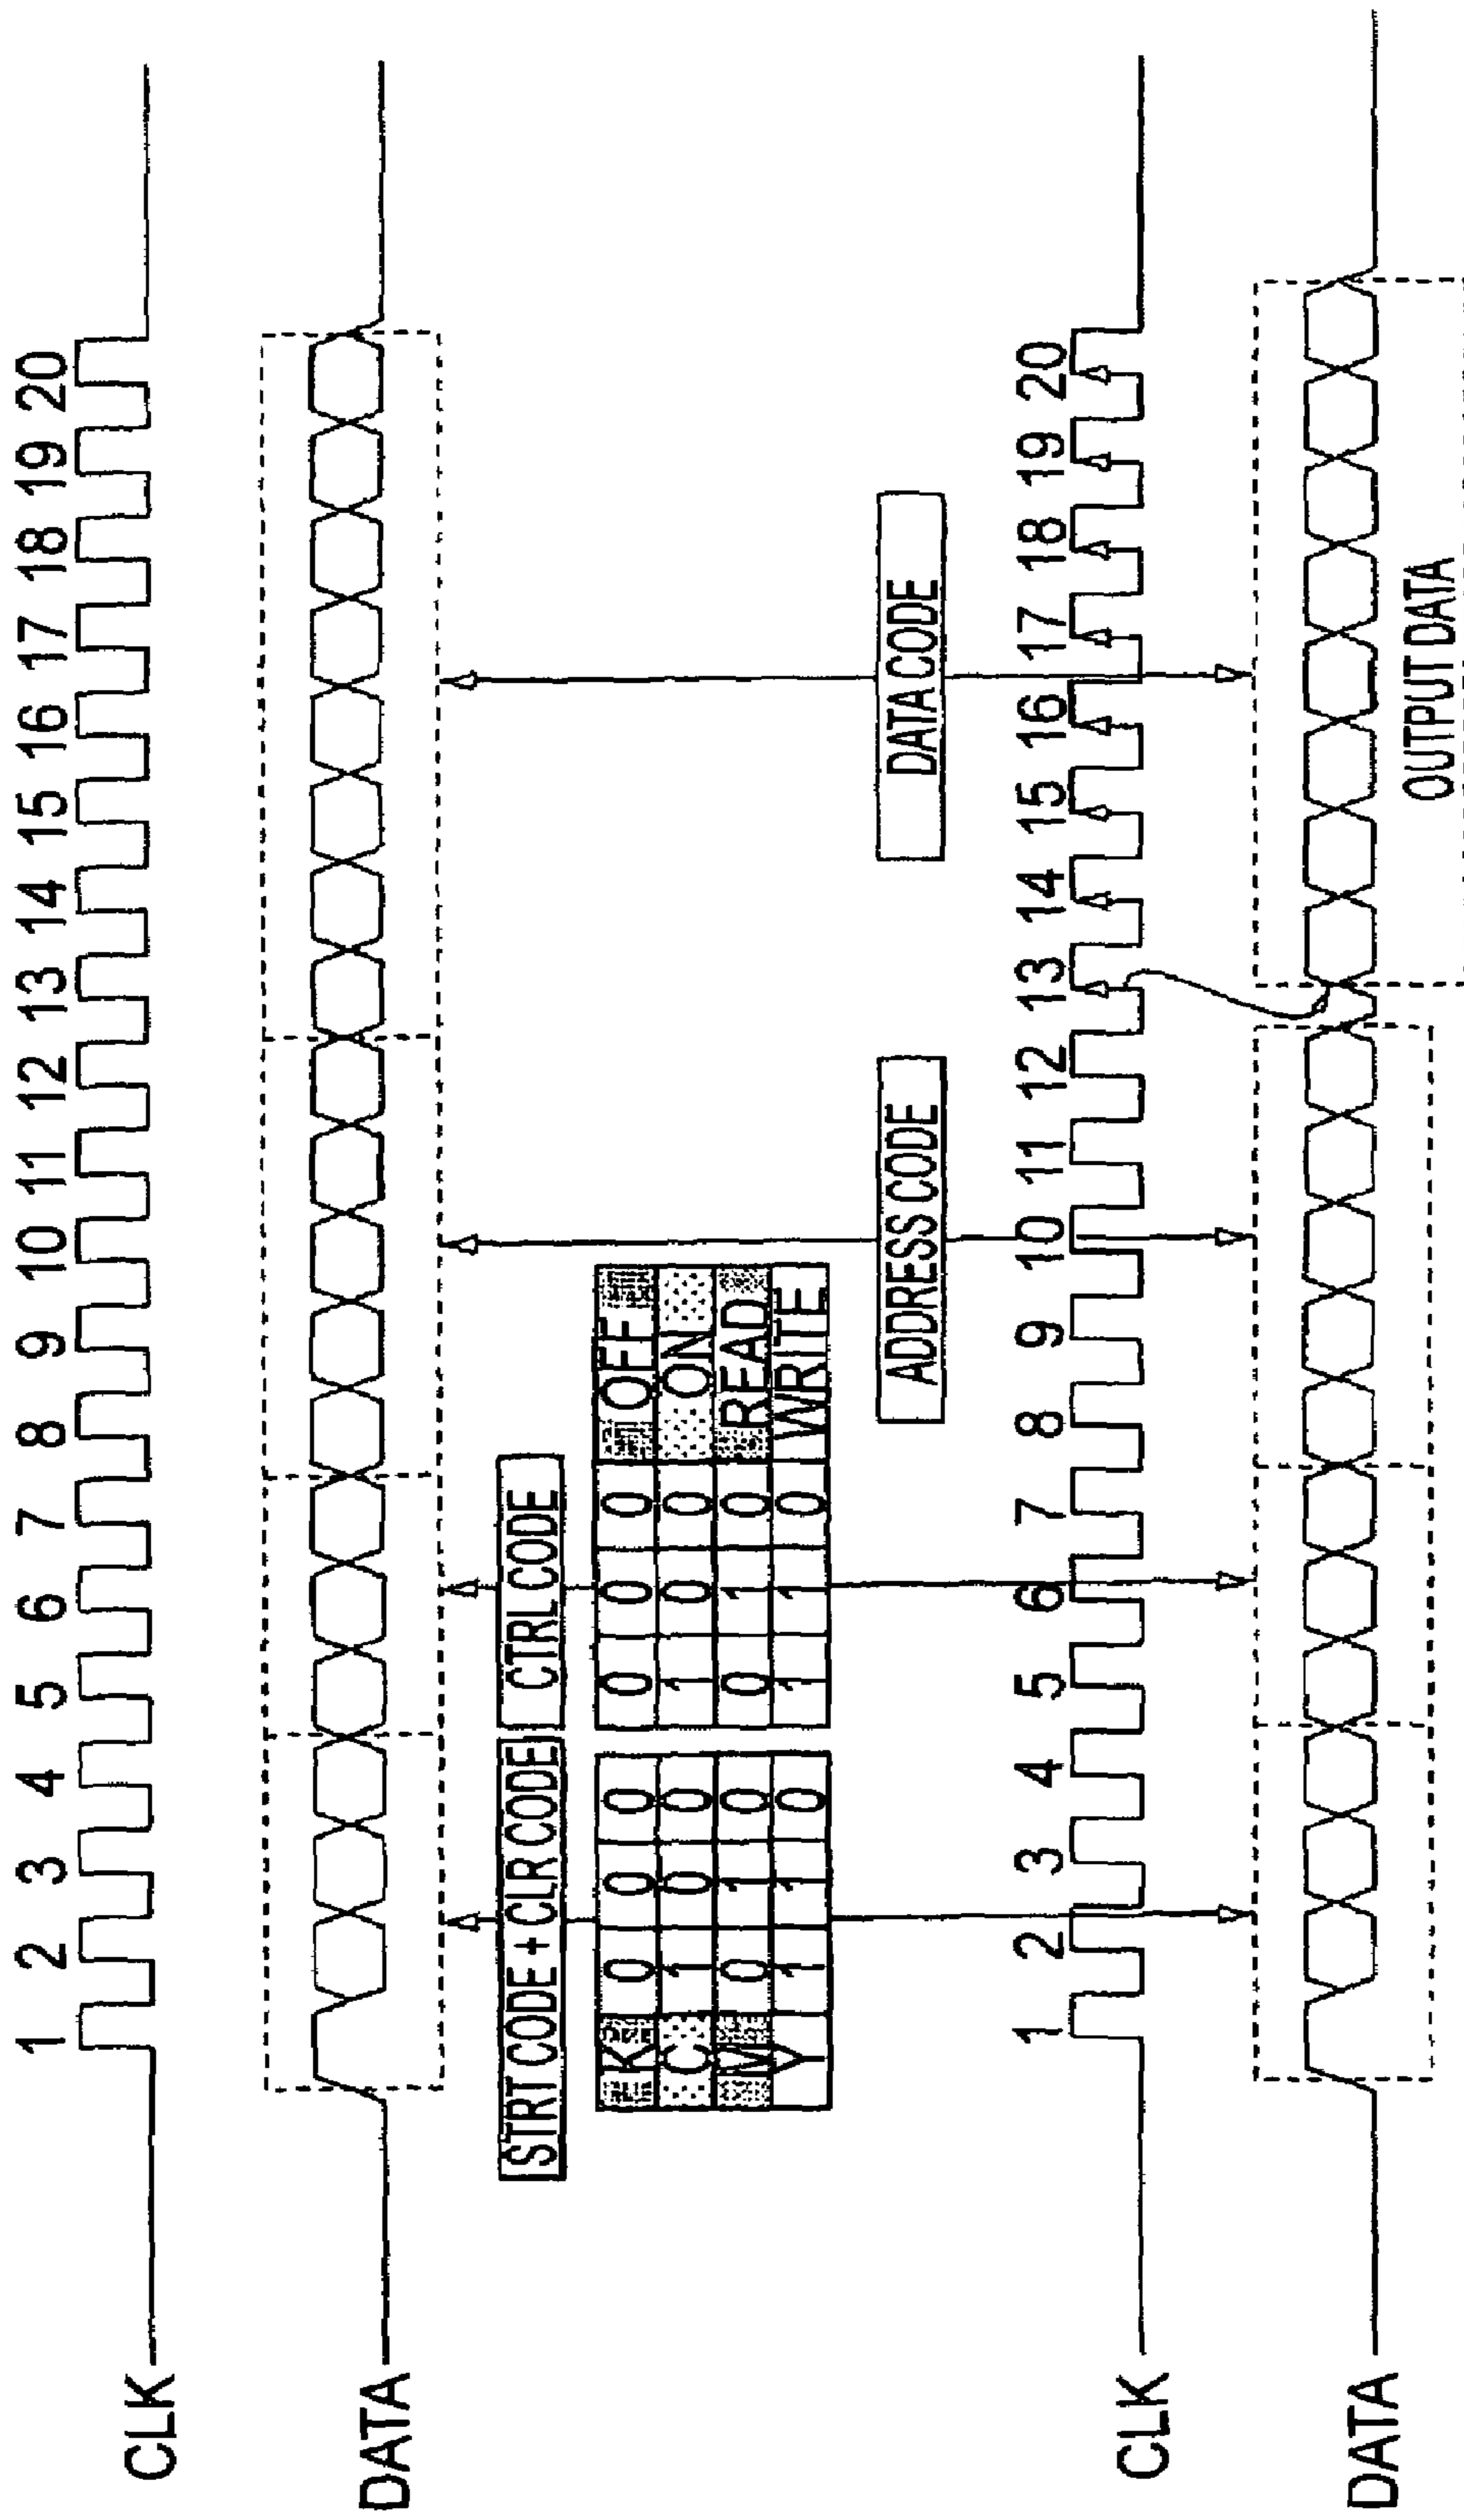 1 2 3 4 5 6 7 8 9 10 11 12 13 14 15 16 17 18 19 20
CLK
DATA
STRT CODE + CLR CODE CTRL CODE
K 0 0 0 0 0 0 OFF
C 1 0 0 1 0 0 ON
M 0 1 0 0 1 0 READ
Y 1 1 0 1 1 0 WRITE
ADDRESS CODE DATA CODE
1 2 3 4 5 6 7 8 9 10 11 12 13 14 15 16 17 18 19 20
CLK
DATA
OUTPUT DATA